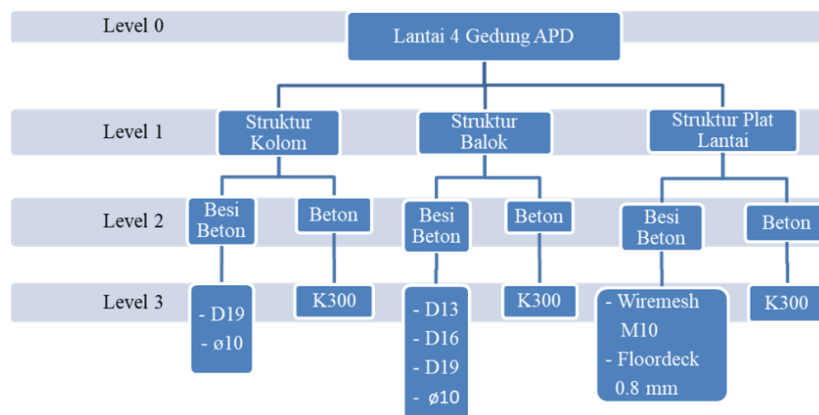 Level 0
Lantai 4 Gedung APD
Level 1
Struktur
Kolom
Struktur
Balok
Struktur Plat
Lantai
Level 2
Besi
Beton
Beton
Besi
Beton
Beton
Besi
Beton
Beton
Level 3
- D19
- ø10
K300
- D13
- D16
- D19
- ø10
K300
- Wiremesh
M10
- Floordeck
0.8 mm
K300